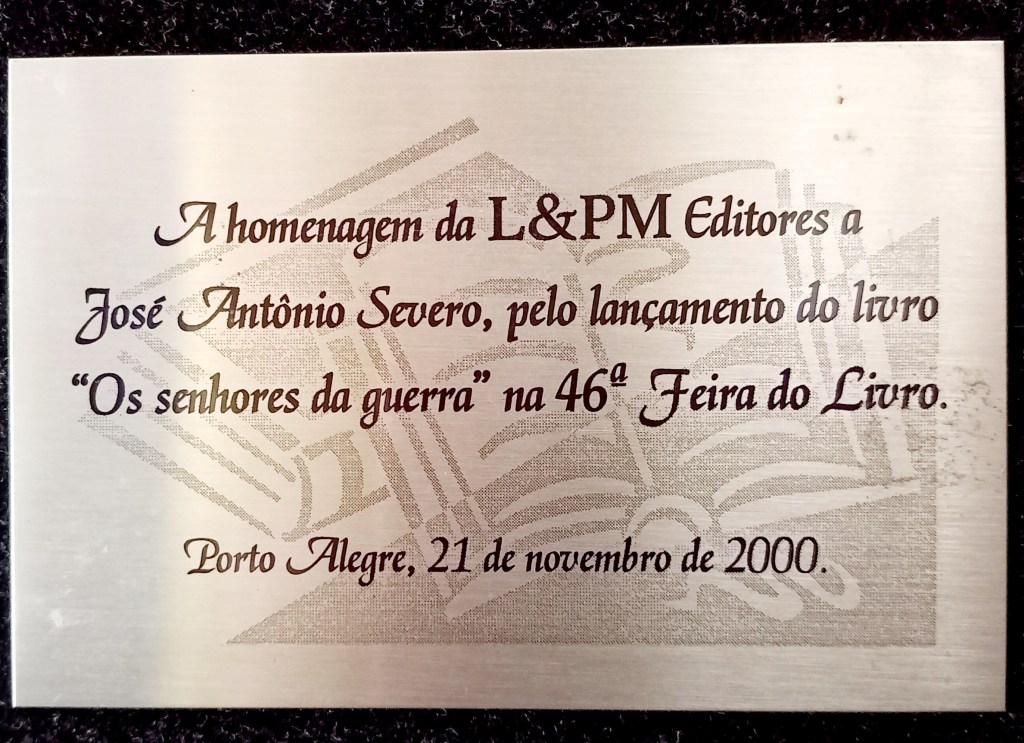 A homenagem da L&PM Editores a
José Antônio Severo, pelo lançamento do livro
“Os senhores da guerra” na 46ª Feira do Livro.
Porto Alegre, 21 de novembro de 2000.